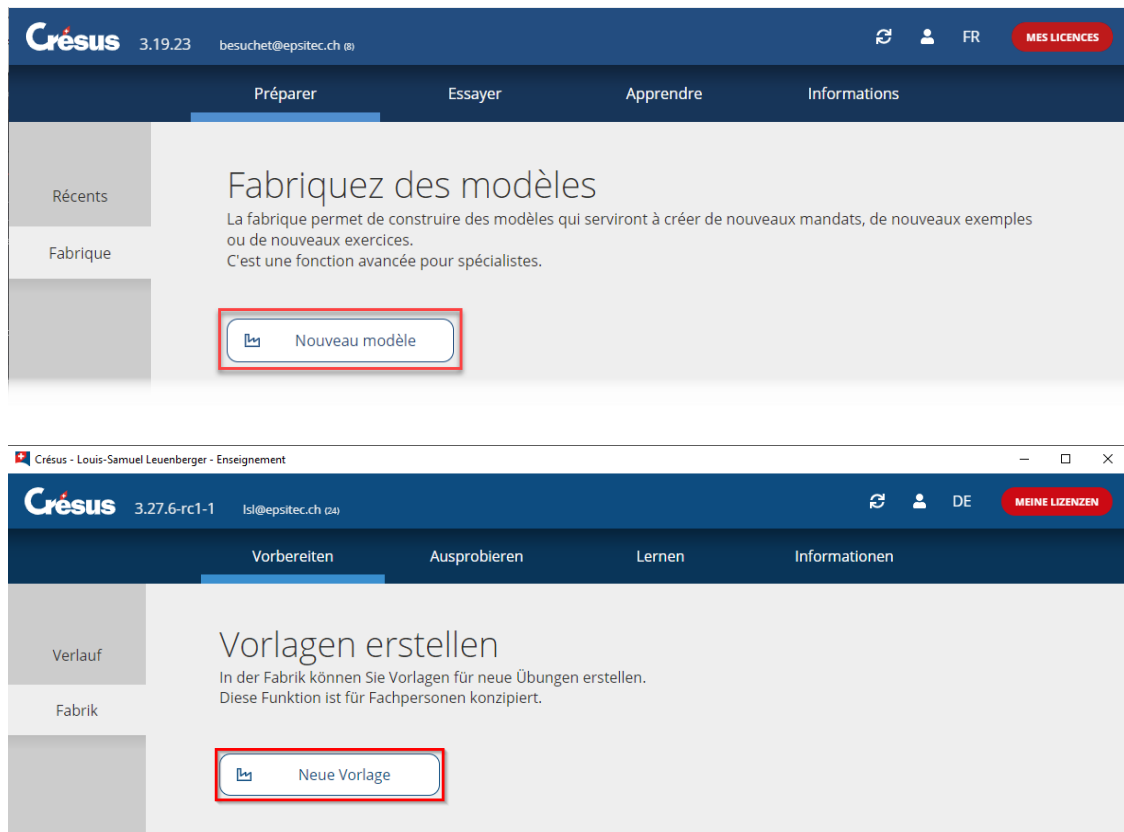 Crésus 3.19.23 besuchet@epsitec.ch (8) FR MES LICENCES
Préparer Essayer Apprendre Informations
Récents
Fabrique
Fabriquez des modèles
La fabrique permet de construire des modèles qui serviront à créer de nouveaux mandats, de nouveaux exemples
ou de nouveaux exercices.
C'est une fonction avancée pour spécialistes.
Nouveau modèle
Crésus - Louis-Samuel Leuenberger - Enseignement
Crésus 3.27.6-rc1-1 lsl@epsitec.ch (24) DE MEINE LIZENZEN
Vorbereiten Ausprobieren Lernen Informationen
Verlauf
Fabrik
Vorlagen erstellen
In der Fabrik können Sie Vorlagen für neue Übungen erstellen.
Diese Funktion ist für Fachpersonen konzipiert.
Neue Vorlage